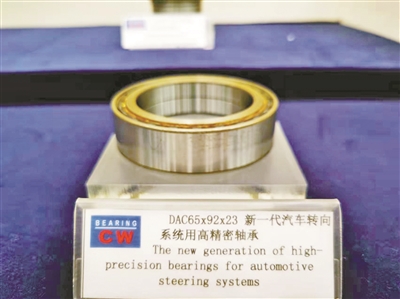 BEARING
CW
DAC65x92x23 新一代汽车转向
系统用高精密轴承
The new generation of high-
precision bearings for automotive
steering systems